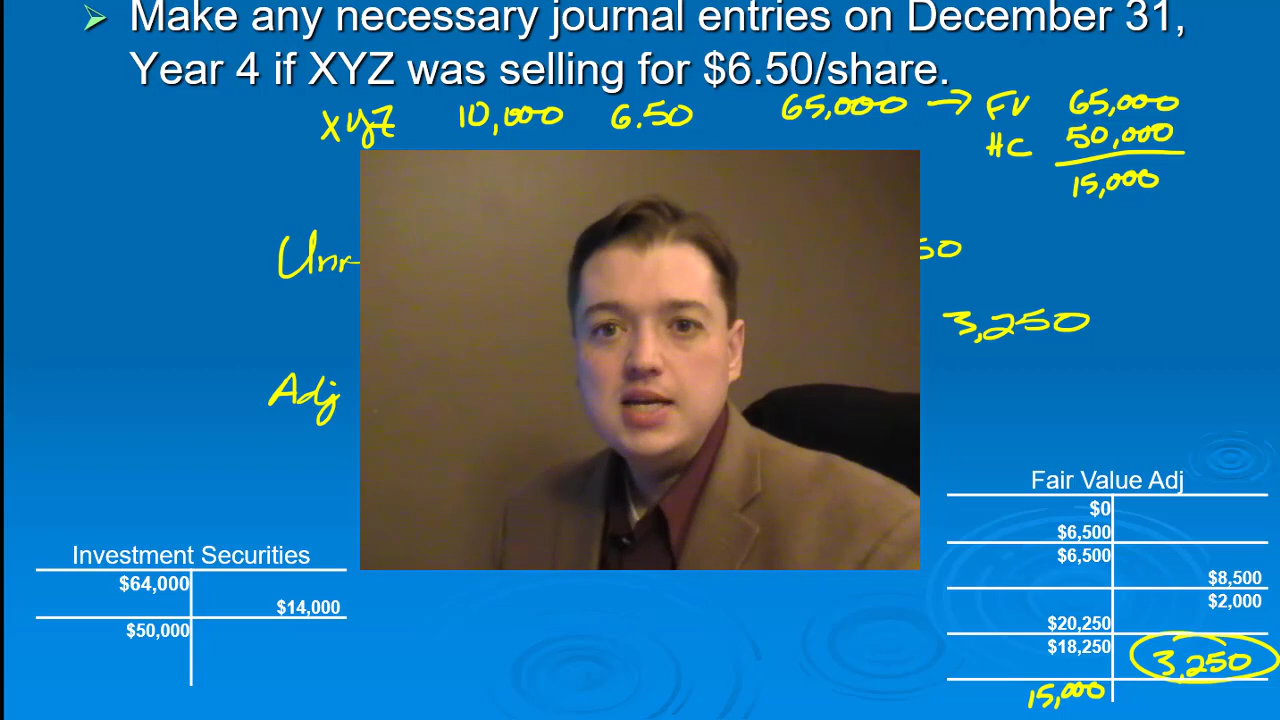 ➢ Make any necessary journal entries on December 31,
Year 4 if XYZ was selling for $6.50/share.
XYZ 10,000 6.50 65,000 → FV 65,000
HC 50,000
15,000
50
3,250
Adj
Fair Value Adj
$0
$6,500
$6,500
$8,500
$2,000
$20,250
$18,250
3,250
15,000
Investment Securities
$64,000
$14,000
$50,000